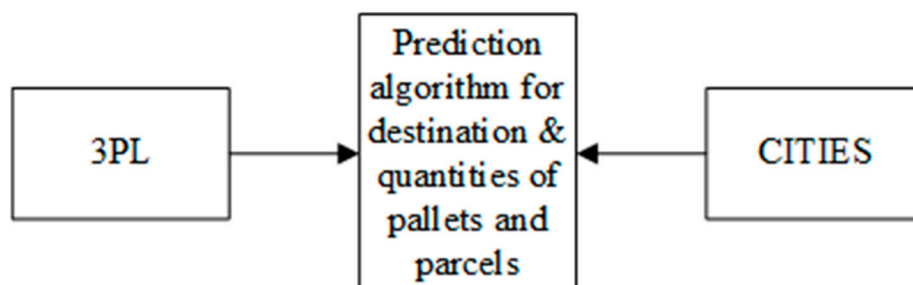 3PL
Prediction
algorithm for
destination &
quantities of
pallets and
parcels
CITIES